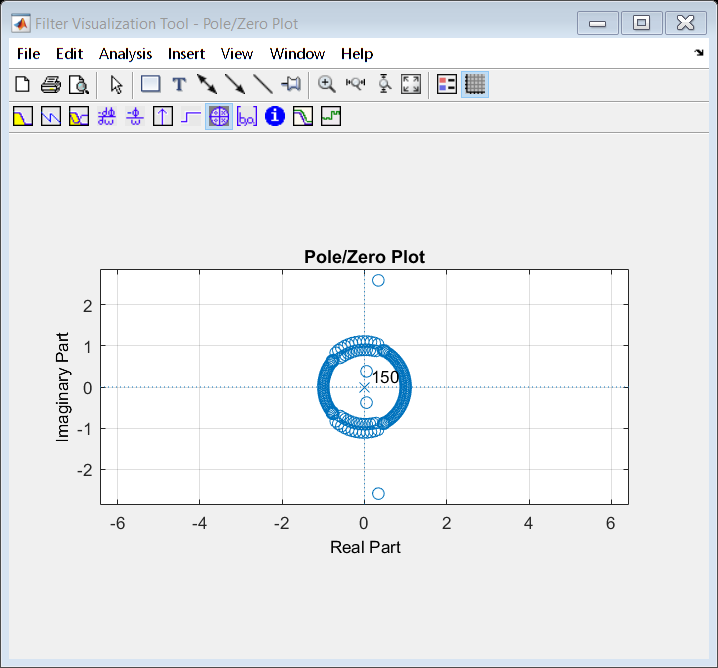 Filter Visualization Tool - Pole/Zero Plot
File Edit Analysis Insert View Window Help
Pole/Zero Plot
Imaginary Part
2
1
0
-1
-2
150
-6 -4 -2 0 2 4 6
Real Part